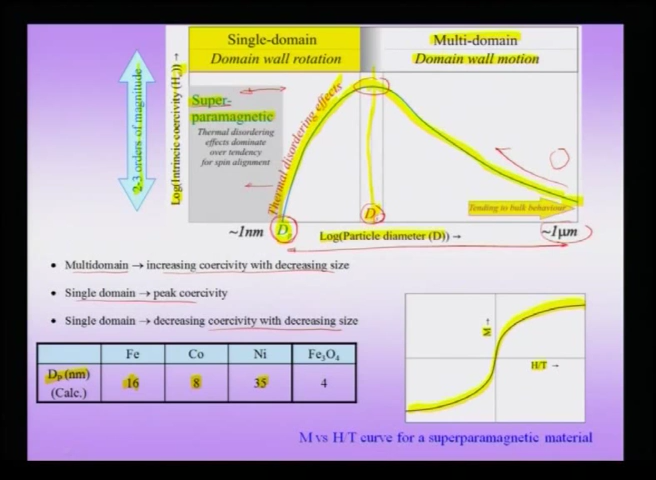 Single-domain
Domain wall rotation
Multi-domain
Domain wall motion
2-3 orders of magnitude
Log(Intrinsic coercivity (Hc)) →
Super-
paramagnetic
Thermal disordering
effects dominate
over tendency
for spin alignment
Thermal disordering effects
Tending to bulk behaviour
~1nm
D
D
Log(Particle diameter (D)) →
~1μm
• Multidomain → increasing coercivity with decreasing size
• Single domain → peak coercivity
• Single domain → decreasing coercivity with decreasing size
Fe Co Ni Fe3O4
Dp (nm)
(Calc.)
16 8 35 4
M →
H/T →
M vs H/T curve for a superparamagnetic material